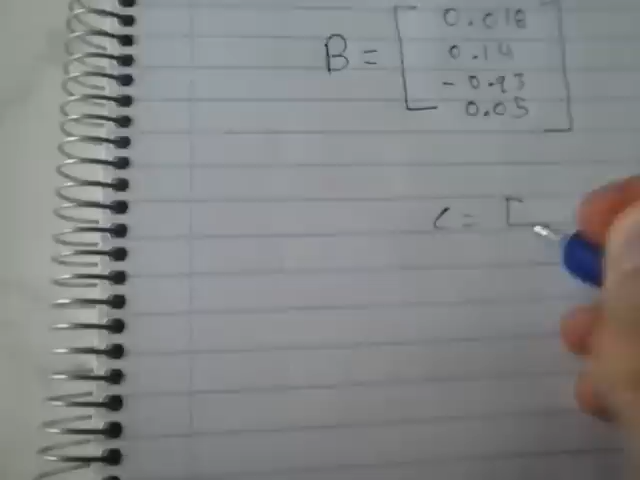 B = [ 0.018
0.14
- 0.93
0.05 ]
C = [